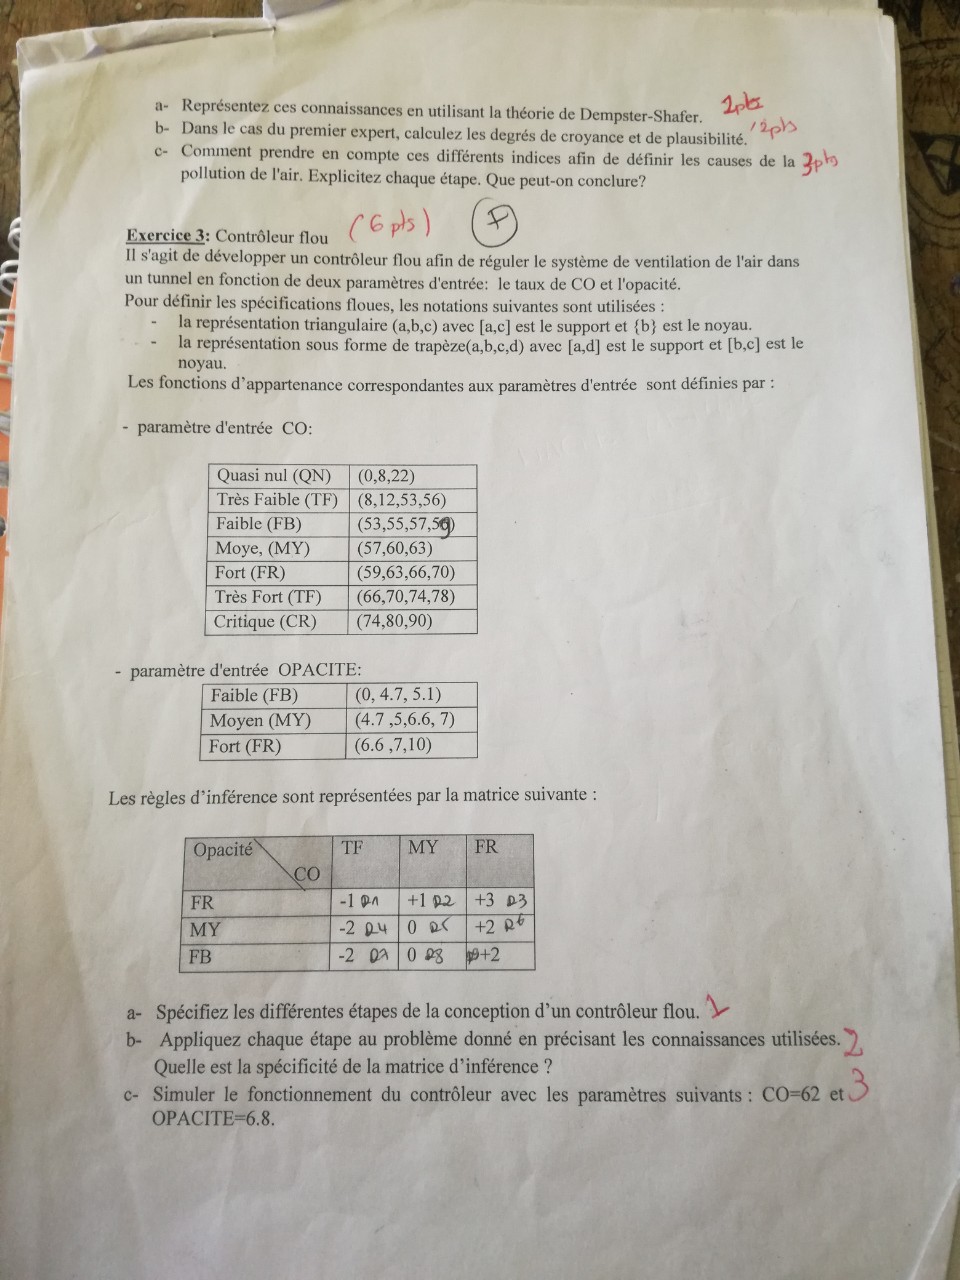 a- Représentez ces connaissances en utilisant la théorie de Dempster-Shafer. 2pts
b- Dans le cas du premier expert, calculez les degrés de croyance et de plausibilité. 2pts
c- Comment prendre en compte ces différents indices afin de définir les causes de la 3pts
pollution de l'air. Explicitez chaque étape. Que peut-on conclure?
Exercice 3: Contrôleur flou (6 pts)
Il s'agit de développer un contrôleur flou afin de réguler le système de ventilation de l'air dans
un tunnel en fonction de deux paramètres d'entrée: le taux de CO et l'opacité.
Pour définir les spécifications floues, les notations suivantes sont utilisées :
- la représentation triangulaire (a,b,c) avec [a,c] est le support et {b} est le noyau.
- la représentation sous forme de trapèze(a,b,c,d) avec [a,d] est le support et [b,c] est le
noyau.
Les fonctions d'appartenance correspondantes aux paramètres d'entrée sont définies par :
- paramètre d'entrée CO:
Quasi nul (QN) (0,8,22)
Très Faible (TF) (8,12,53,56)
Faible (FB) (53,55,57,59)
Moye, (MY) (57,60,63)
Fort (FR) (59,63,66,70)
Très Fort (TF) (66,70,74,78)
Critique (CR) (74,80,90)
- paramètre d'entrée OPACITE:
Faible (FB) (0, 4.7, 5.1)
Moyen (MY) (4.7 ,5,6.6, 7)
Fort (FR) (6.6 ,7,10)
Les règles d'inférence sont représentées par la matrice suivante :
Opacité CO TF MY FR
FR -1 R1 +1 R2 +3 R3
MY -2 R4 0 R5 +2 R6
FB -2 R7 0 R8 +2
a- Spécifiez les différentes étapes de la conception d'un contrôleur flou. 1
b- Appliquez chaque étape au problème donné en précisant les connaissances utilisées. 2
Quelle est la spécificité de la matrice d'inférence ?
c- Simuler le fonctionnement du contrôleur avec les paramètres suivants : CO=62 et 3
OPACITE=6.8.